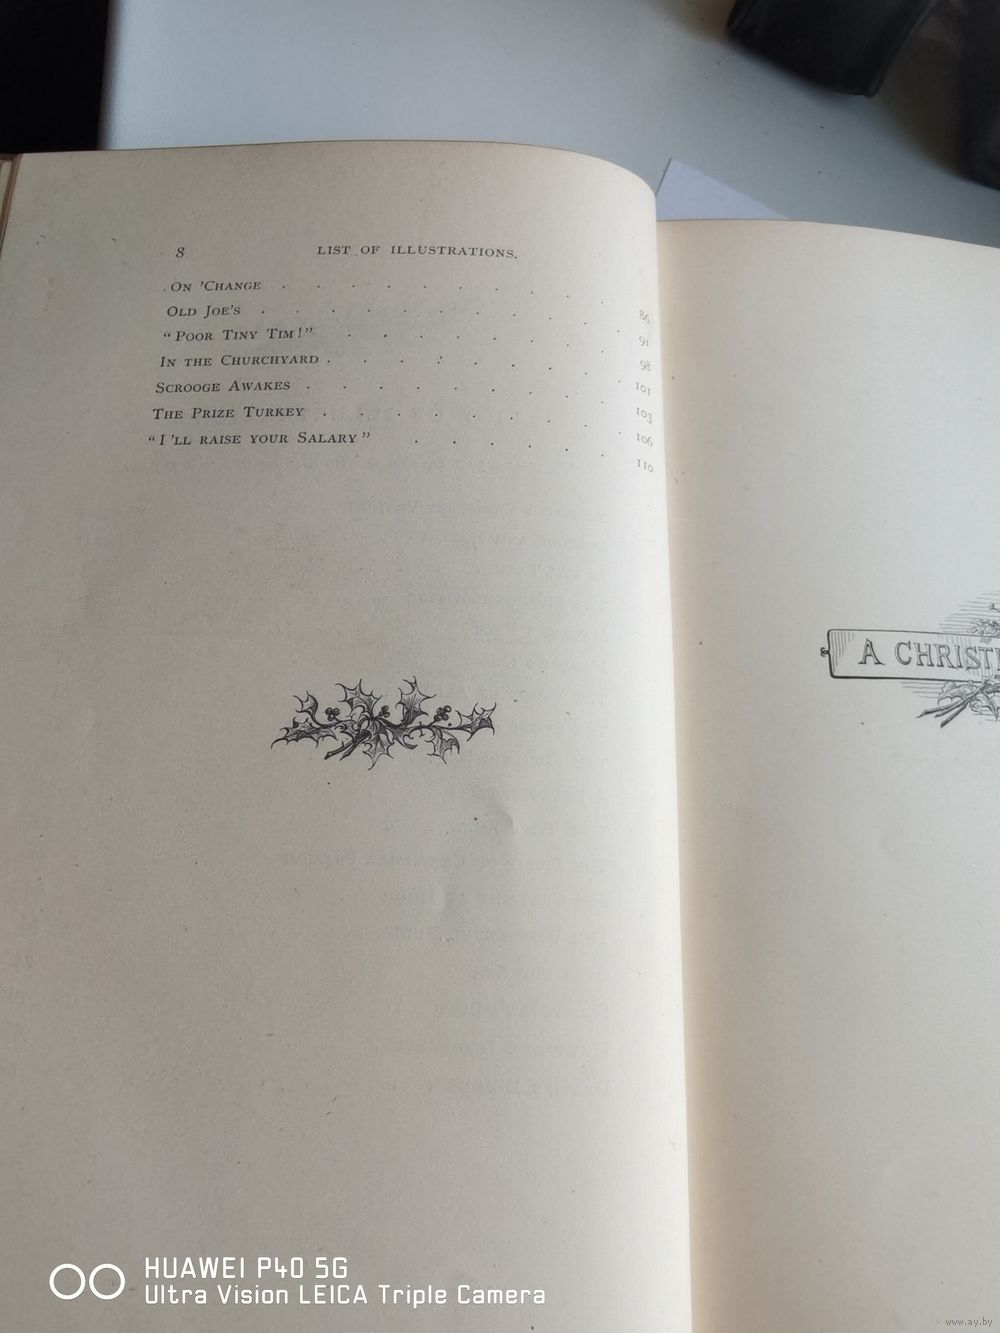 8 LIST OF ILLUSTRATIONS.
On 'Change . . . . . . . . 86
Old Joe's . . . . . . . . . 91
“Poor Tiny Tim!” . . . . . . . 98
In the Churchyard . . . . . . . 101
Scrooge Awakes . . . . . . . . 103
The Prize Turkey . . . . . . . . 106
“I 'll raise your Salary” . . . . . . 110
A CHRIST
HUAWEI P40 5G
Ultra Vision LEICA Triple Camera
www.ay.by